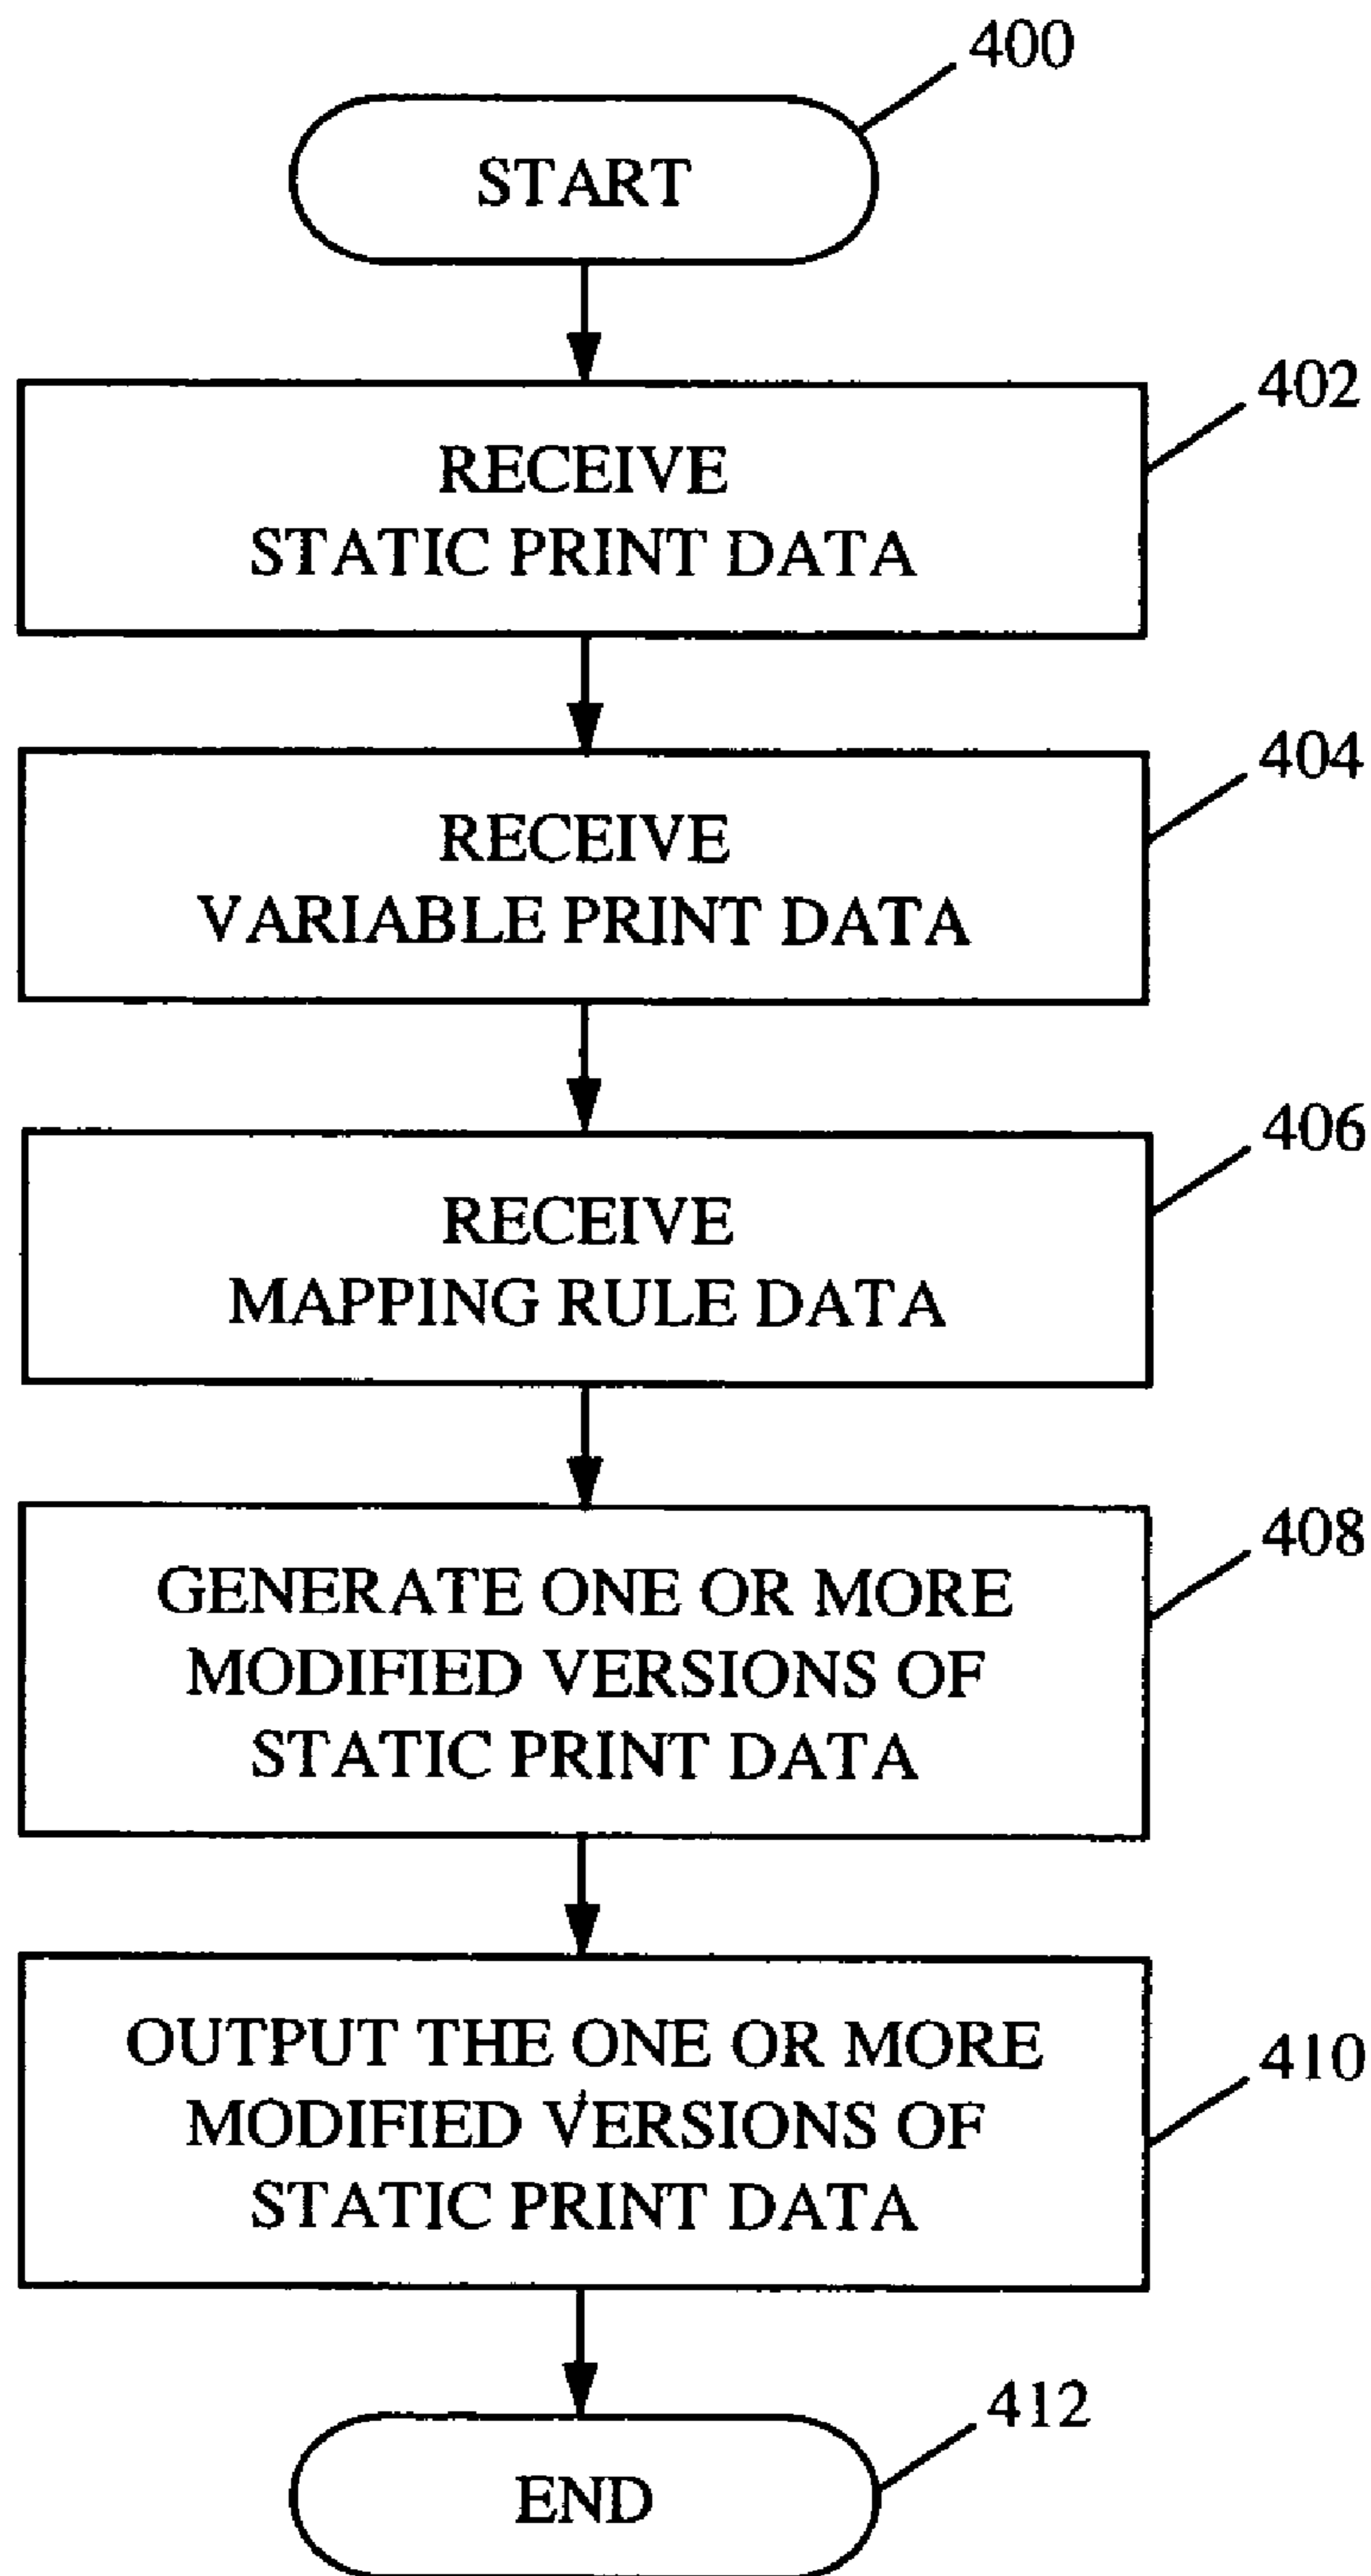 400
START
402
RECEIVE
STATIC PRINT DATA
404
RECEIVE
VARIABLE PRINT DATA
406
RECEIVE
MAPPING RULE DATA
408
GENERATE ONE OR MORE
MODIFIED VERSIONS OF
STATIC PRINT DATA
410
OUTPUT THE ONE OR MORE
MODIFIED VERSIONS OF
STATIC PRINT DATA
412
END